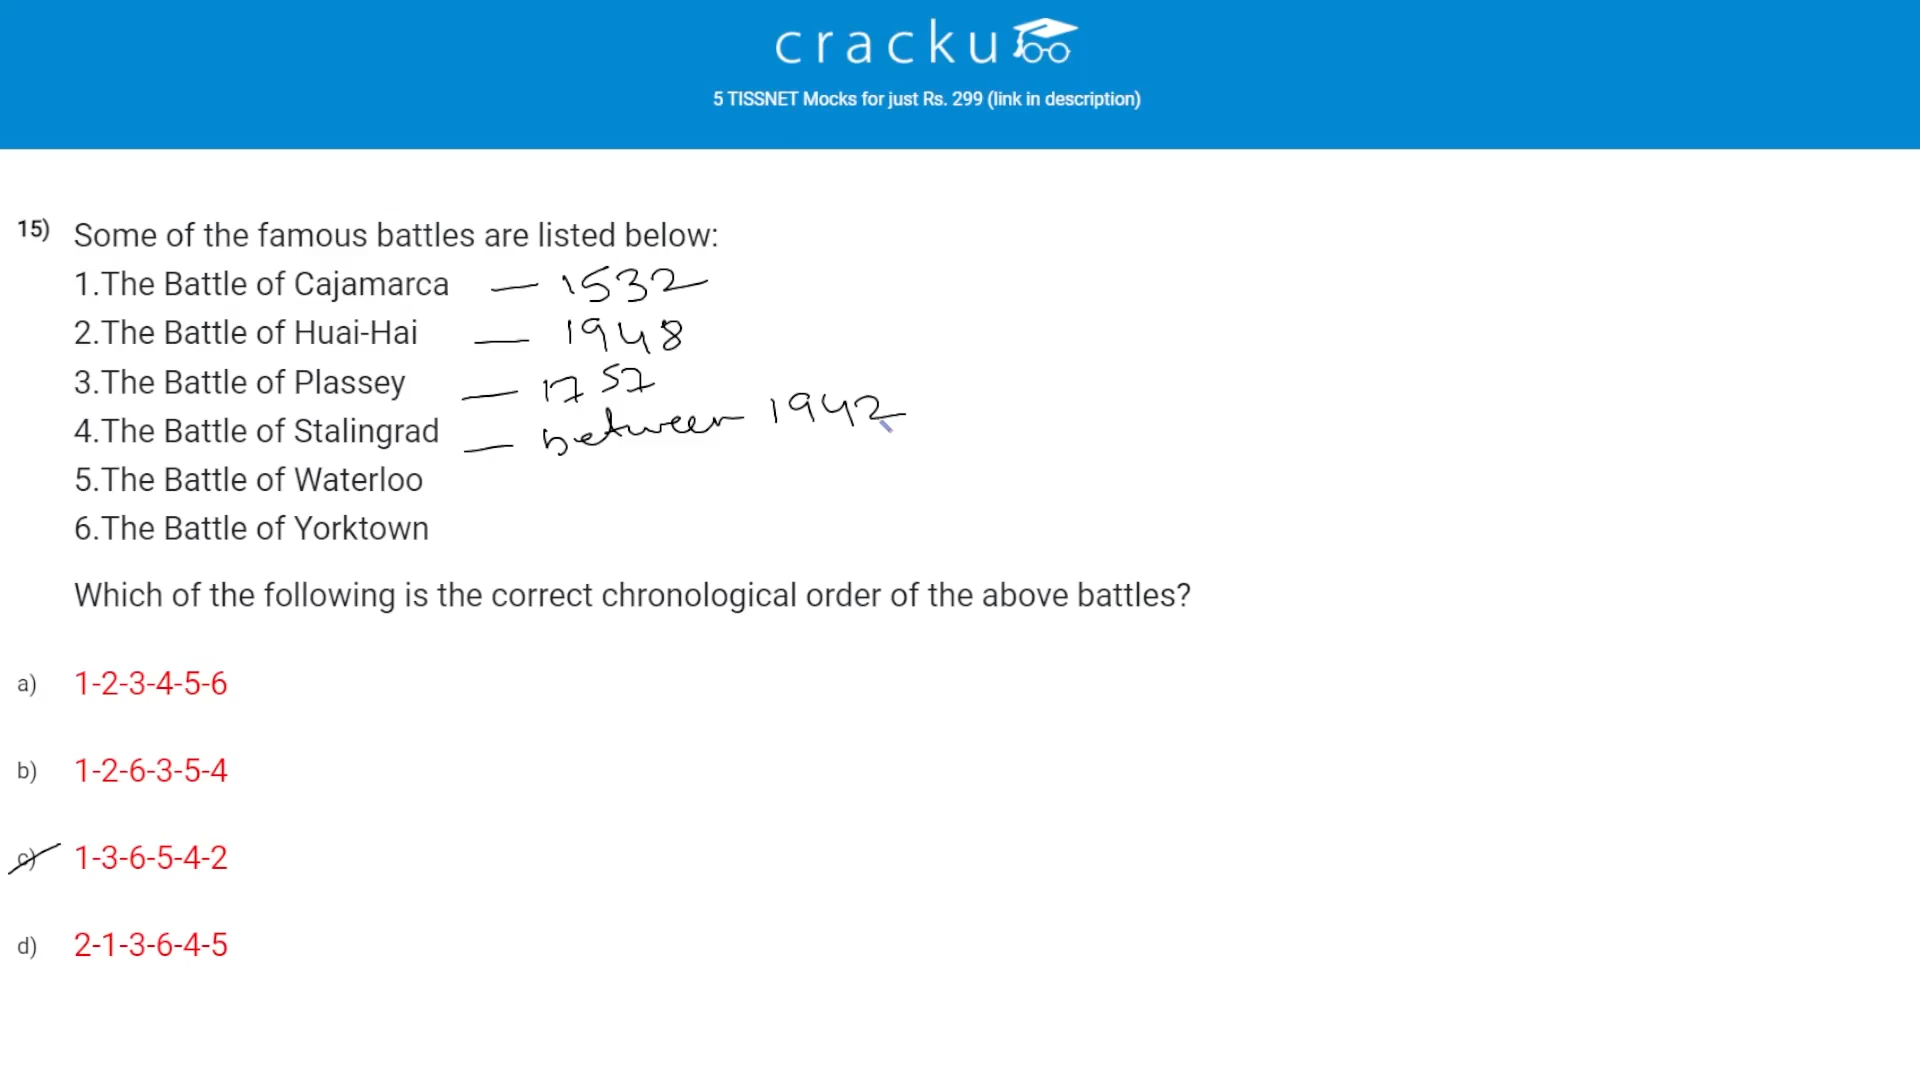 cracku
5 TISSNET Mocks for just Rs. 299 (link in description)
15) Some of the famous battles are listed below:
1.The Battle of Cajamarca — 1532
2.The Battle of Huai-Hai — 1948
3.The Battle of Plassey — 1757
4.The Battle of Stalingrad — between 1942
5.The Battle of Waterloo
6.The Battle of Yorktown
Which of the following is the correct chronological order of the above battles?
a) 1-2-3-4-5-6
b) 1-2-6-3-5-4
c) 1-3-6-5-4-2
d) 2-1-3-6-4-5